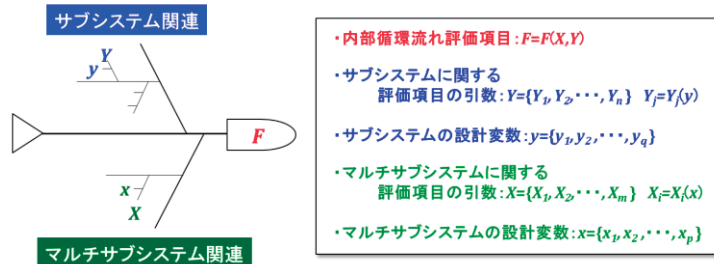 サブシステム関連
Y
y
F
x
X
マルチサブシステム関連
・内部循環流れ評価項目:F=F(X,Y)
・サブシステムに関する
評価項目の引数:Y={Y₁,Y₂,･･･,Yₙ} Yⱼ=Yⱼ(y)
・サブシステムの設計変数:y={y₁,y₂,･･･,y_q}
・マルチサブシステムに関する
評価項目の引数:X={X₁,X₂,･･･,Xₘ} Xᵢ=Xᵢ(x)
・マルチサブシステムの設計変数:x={x₁,x₂,･･･,xₚ}